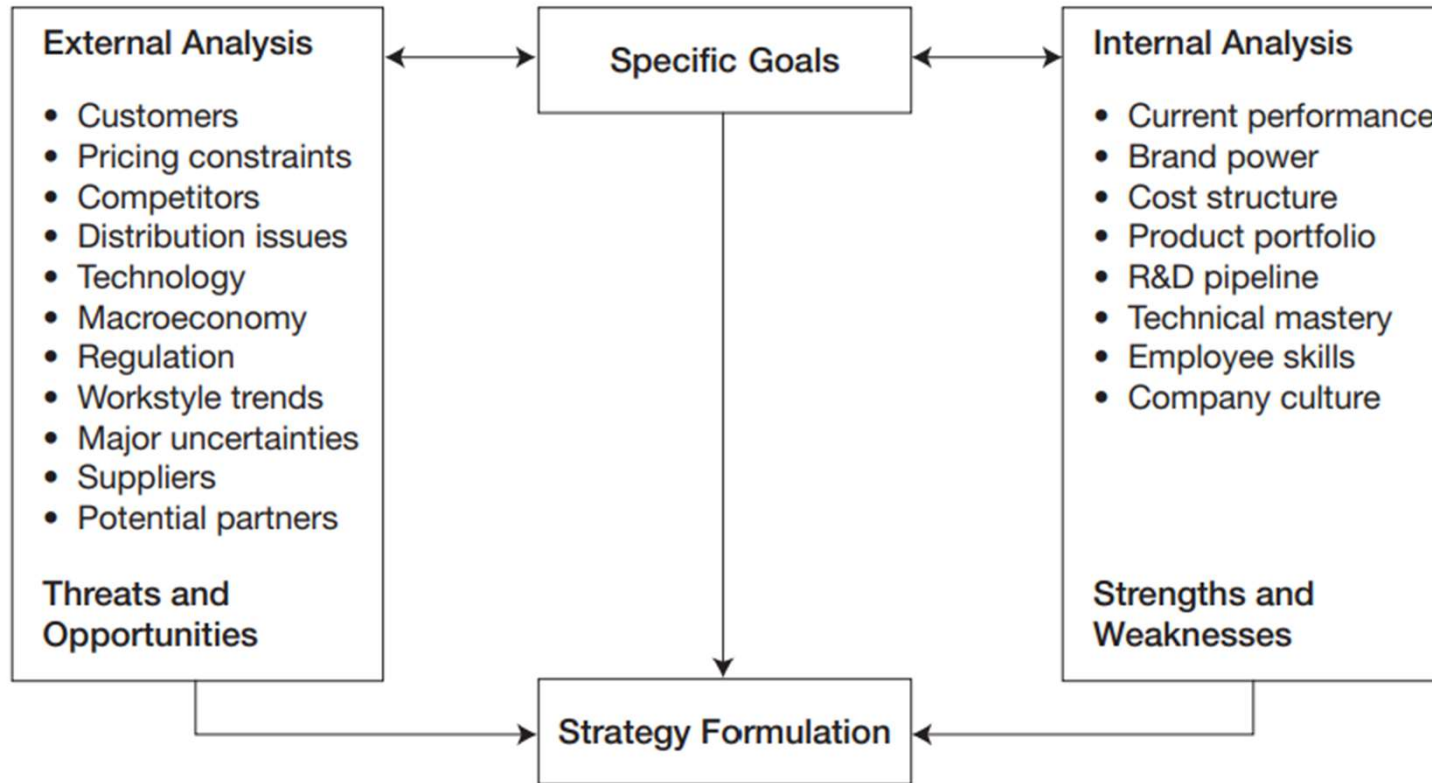 External Analysis
• Customers
• Pricing constraints
• Competitors
• Distribution issues
• Technology
• Macroeconomy
• Regulation
• Workstyle trends
• Major uncertainties
• Suppliers
• Potential partners
Threats and
Opportunities
Specific Goals
Internal Analysis
• Current performance
• Brand power
• Cost structure
• Product portfolio
• R&D pipeline
• Technical mastery
• Employee skills
• Company culture
Strengths and
Weaknesses
Strategy Formulation